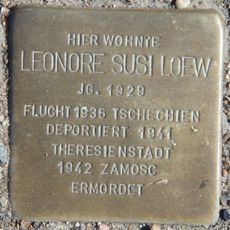 HIER WOHNTE
LEONORE SUSI LOEW
JG. 1929
FLUCHT 1936 TSCHECHIEN
DEPORTIERT 1941
THERESIENSTADT
1942 ZAMOSC
ERMORDET